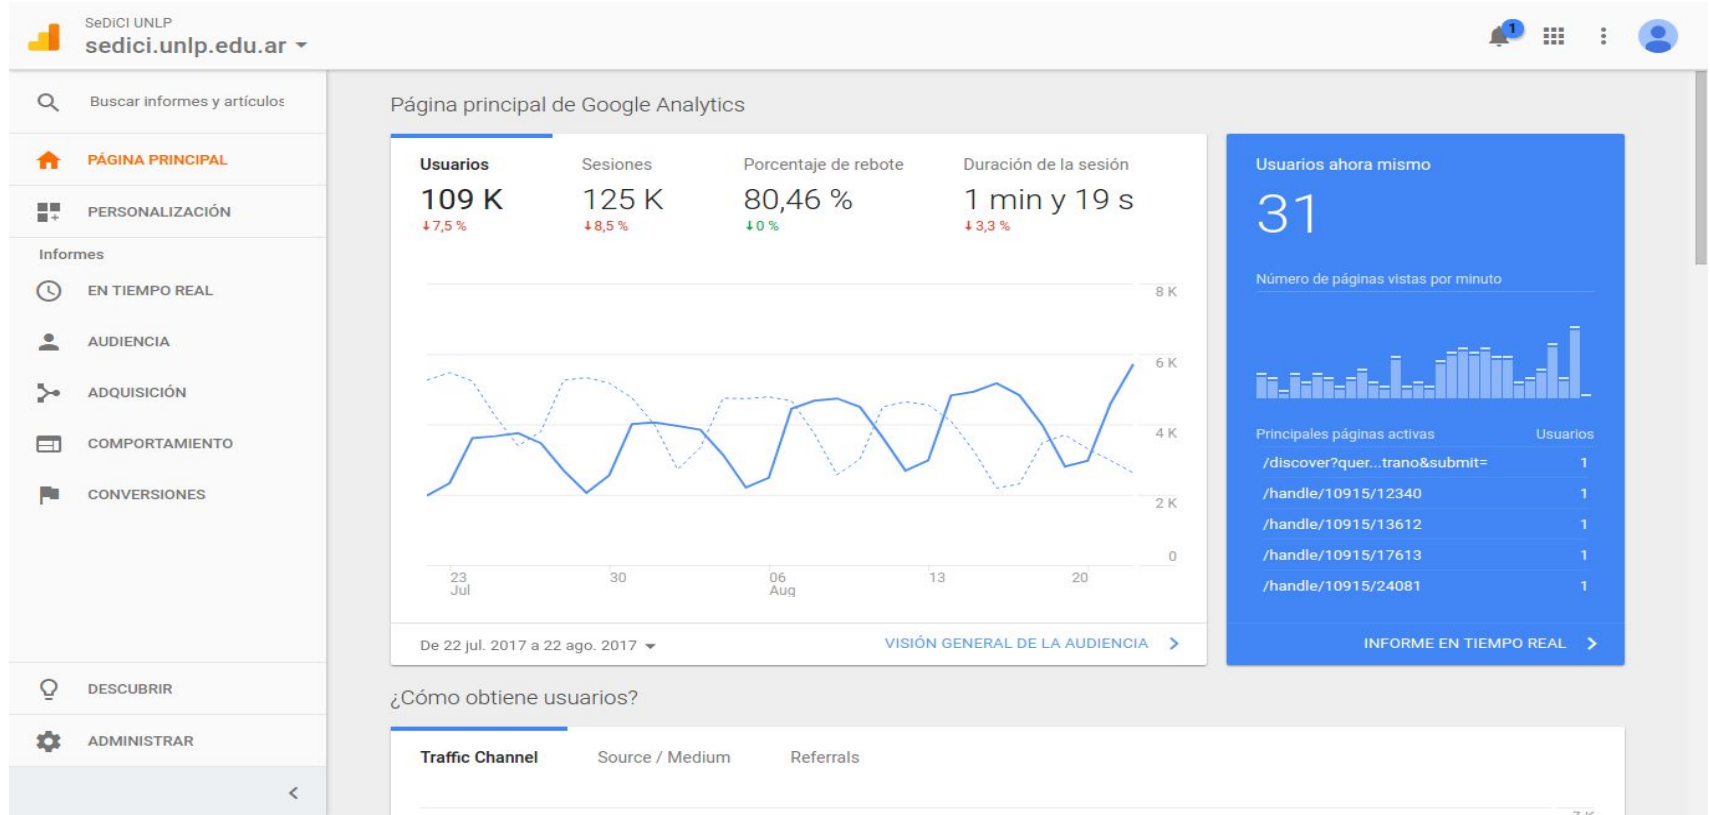 SeDiCI UNLP
sedici.unlp.edu.ar
1
Buscar informes y artículos
PÁGINA PRINCIPAL
PERSONALIZACIÓN
Informes
EN TIEMPO REAL
AUDIENCIA
ADQUISICIÓN
COMPORTAMIENTO
CONVERSIONES
DESCUBRIR
ADMINISTRAR
Página principal de Google Analytics
Usuarios Sesiones Porcentaje de rebote Duración de la sesión
109 K 125 K 80,46 % 1 min y 19 s
↓7,5 % ↓8,5 % ↓0 % ↓3,3 %
8 K
6 K
4 K
2 K
0
23 30 06 13 20
Jul Aug
De 22 jul. 2017 a 22 ago. 2017 VISIÓN GENERAL DE LA AUDIENCIA
Usuarios ahora mismo
31
Número de páginas vistas por minuto
Principales páginas activas Usuarios
/discover?quer...trano&submit= 1
/handle/10915/12340 1
/handle/10915/13612 1
/handle/10915/17613 1
/handle/10915/24081 1
INFORME EN TIEMPO REAL
¿Cómo obtiene usuarios?
Traffic Channel Source / Medium Referrals